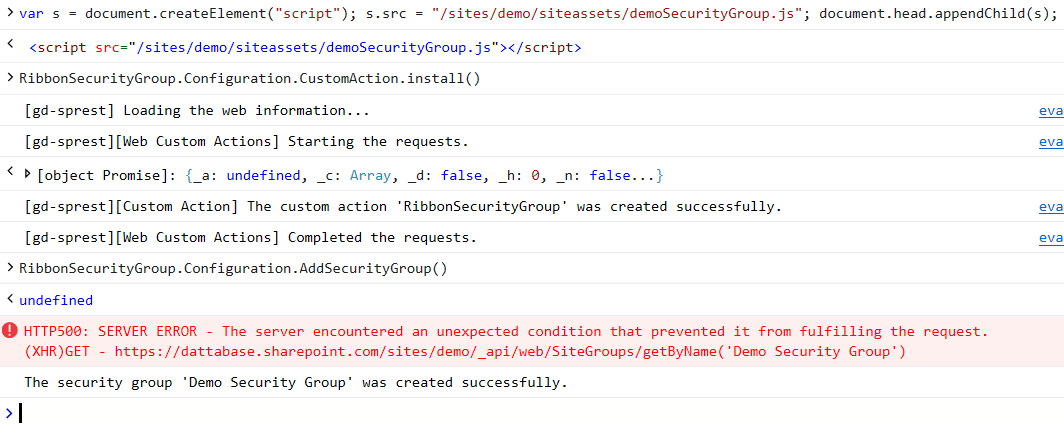 > var s = document.createElement("script"); s.src = "/sites/demo/siteassets/demoSecurityGroup.js"; document.head.appendChild(s);
< <script src="/sites/demo/siteassets/demoSecurityGroup.js"></script>
> RibbonSecurityGroup.Configuration.CustomAction.install()
[gd-sprest] Loading the web information... eva
[gd-sprest][Web Custom Actions] Starting the requests. eva
< [object Promise]: {_a: undefined, _c: Array, _d: false, _h: 0, _n: false...}
[gd-sprest][Custom Action] The custom action 'RibbonSecurityGroup' was created successfully. eva
[gd-sprest][Web Custom Actions] Completed the requests. eva
> RibbonSecurityGroup.Configuration.AddSecurityGroup()
< undefined
HTTP500: SERVER ERROR - The server encountered an unexpected condition that prevented it from fulfilling the request.
(XHR)GET - https://dattabase.sharepoint.com/sites/demo/_api/web/SiteGroups/getByName('Demo Security Group')
The security group 'Demo Security Group' was created successfully.
>